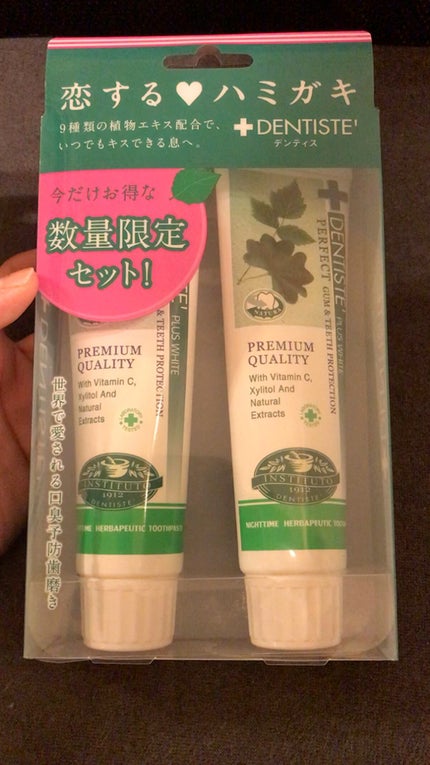 恋する♥ハミガキ
9種類の植物エキス配合で、
いつでもキスできる息へ。
DENTISTE'
デンティス
今だけお得な
数量限定
セット!
世界で愛される口臭予防歯磨き
DENTISTE' PLUS WHITE
PERFECT GUM & TEETH PROTECTION
NATURE
PREMIUM
QUALITY
With Vitamin C,
Xylitol And
Natural
Extracts
INSTITUTO
1912
DENTISTE'
NIGHTTIME HERBAPEUTIC
PLUS WHITE
& TEETH PROTECTION
PREMIUM
QUALITY
With Vitamin C,
Xylitol And
Natural
Extracts
INSTITUTO
1912
DENTISTE'
HERBAPEUTIC TOOTHPAST